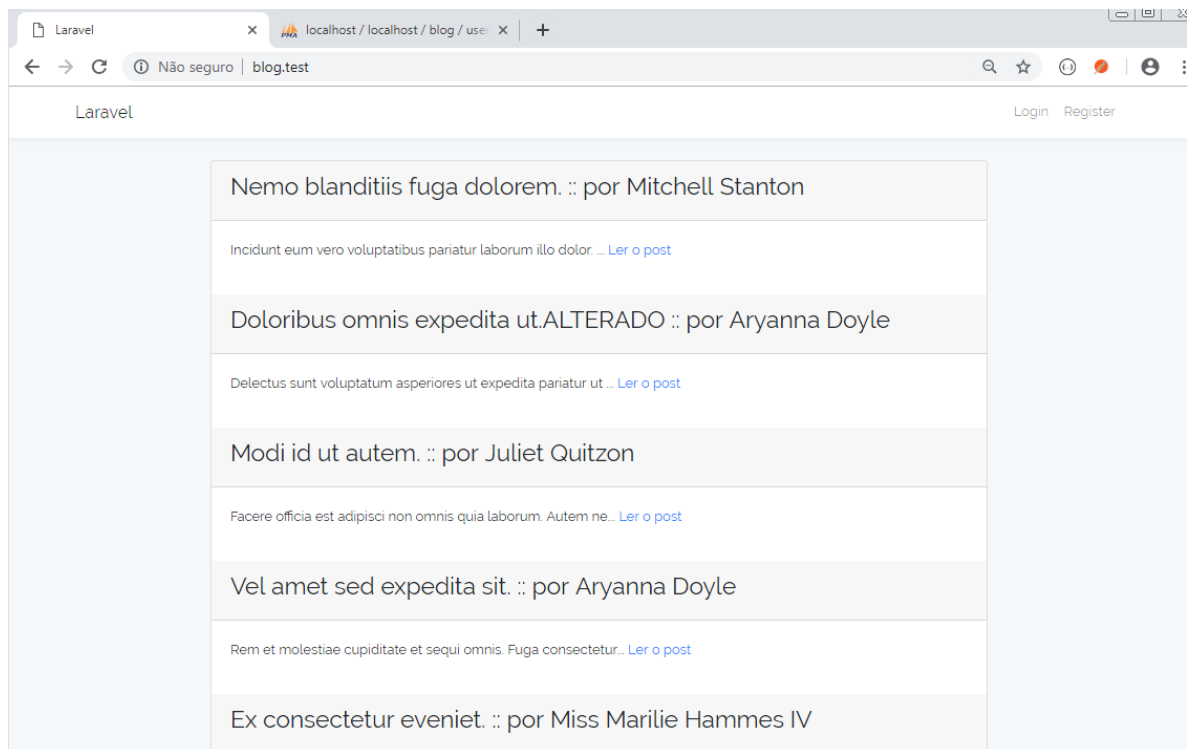 Laravel
localhost / localhost / blog / use
Não seguro | blog.test
Laravel
Login Register
Nemo blanditiis fuga dolorem. :: por Mitchell Stanton
Incidunt eum vero voluptatibus pariatur laborum illo dolor. ... Ler o post
Doloribus omnis expedita ut.ALTERADO :: por Aryanna Doyle
Delectus sunt voluptatum asperiores ut expedita pariatur ut ... Ler o post
Modi id ut autem. :: por Juliet Quitzon
Facere officia est adipisci non omnis quia laborum. Autem ne... Ler o post
Vel amet sed expedita sit. :: por Aryanna Doyle
Rem et molestiae cupiditate et sequi omnis. Fuga consectetur... Ler o post
Ex consectetur eveniet. :: por Miss Marilie Hammes IV